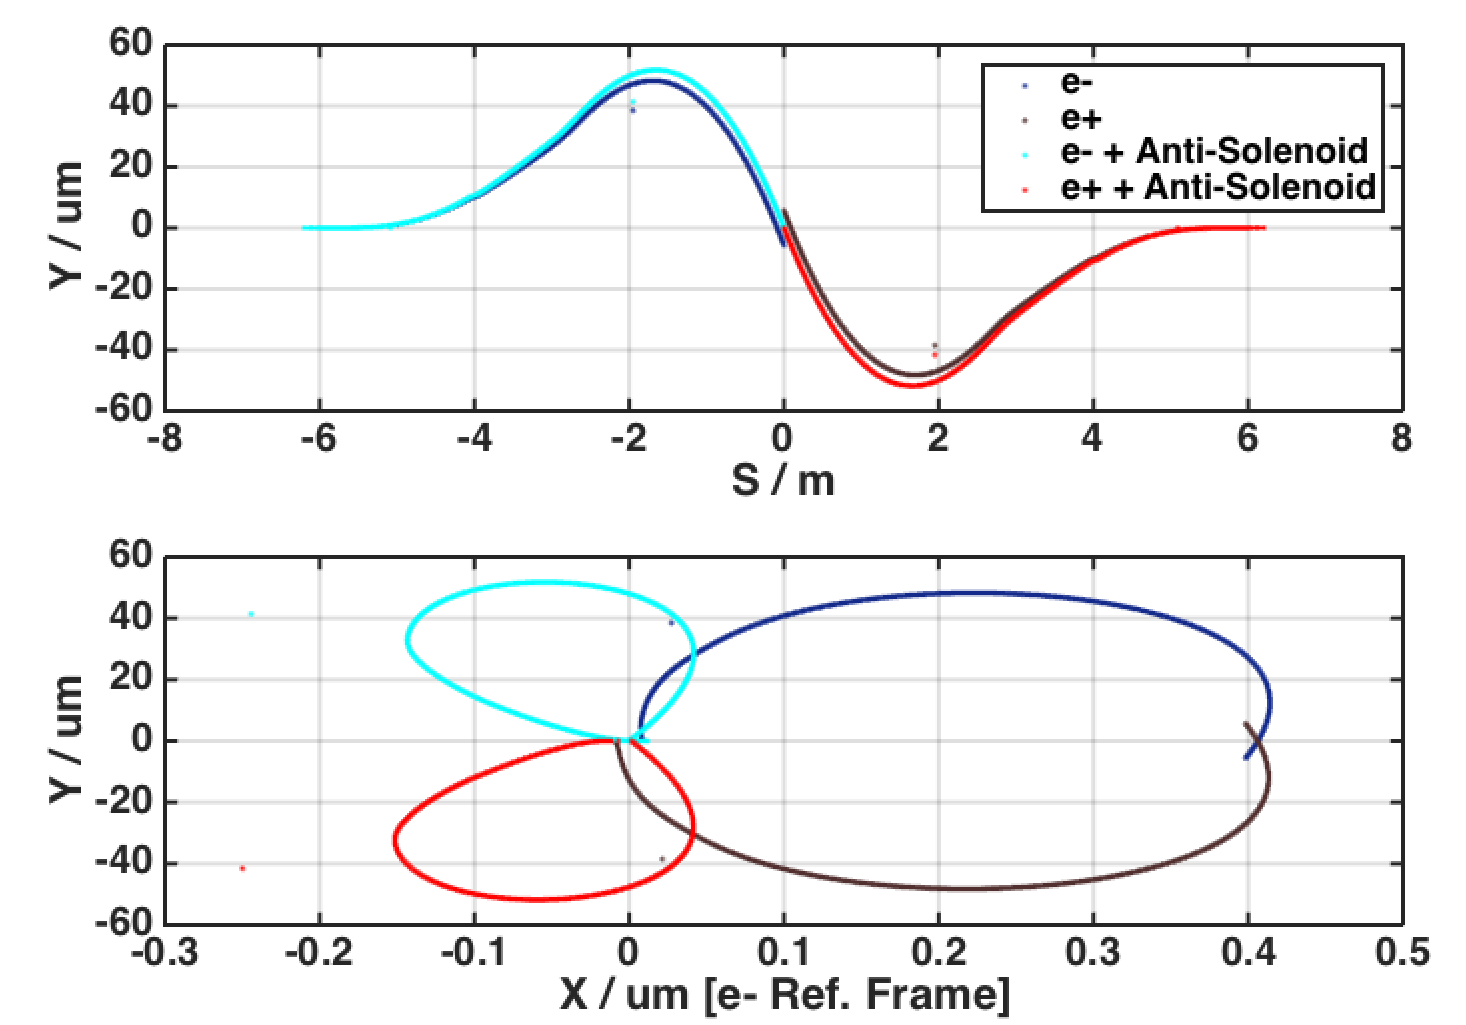 60
40
20
0
-20
-40
-60
Y / um
-8 -6 -4 -2 0 2 4 6 8
S / m
e-
e+
e- + Anti-Solenoid
e+ + Anti-Solenoid
60
40
20
0
-20
-40
-60
Y / um
-0.3 -0.2 -0.1 0 0.1 0.2 0.3 0.4 0.5
X / um [e- Ref. Frame]